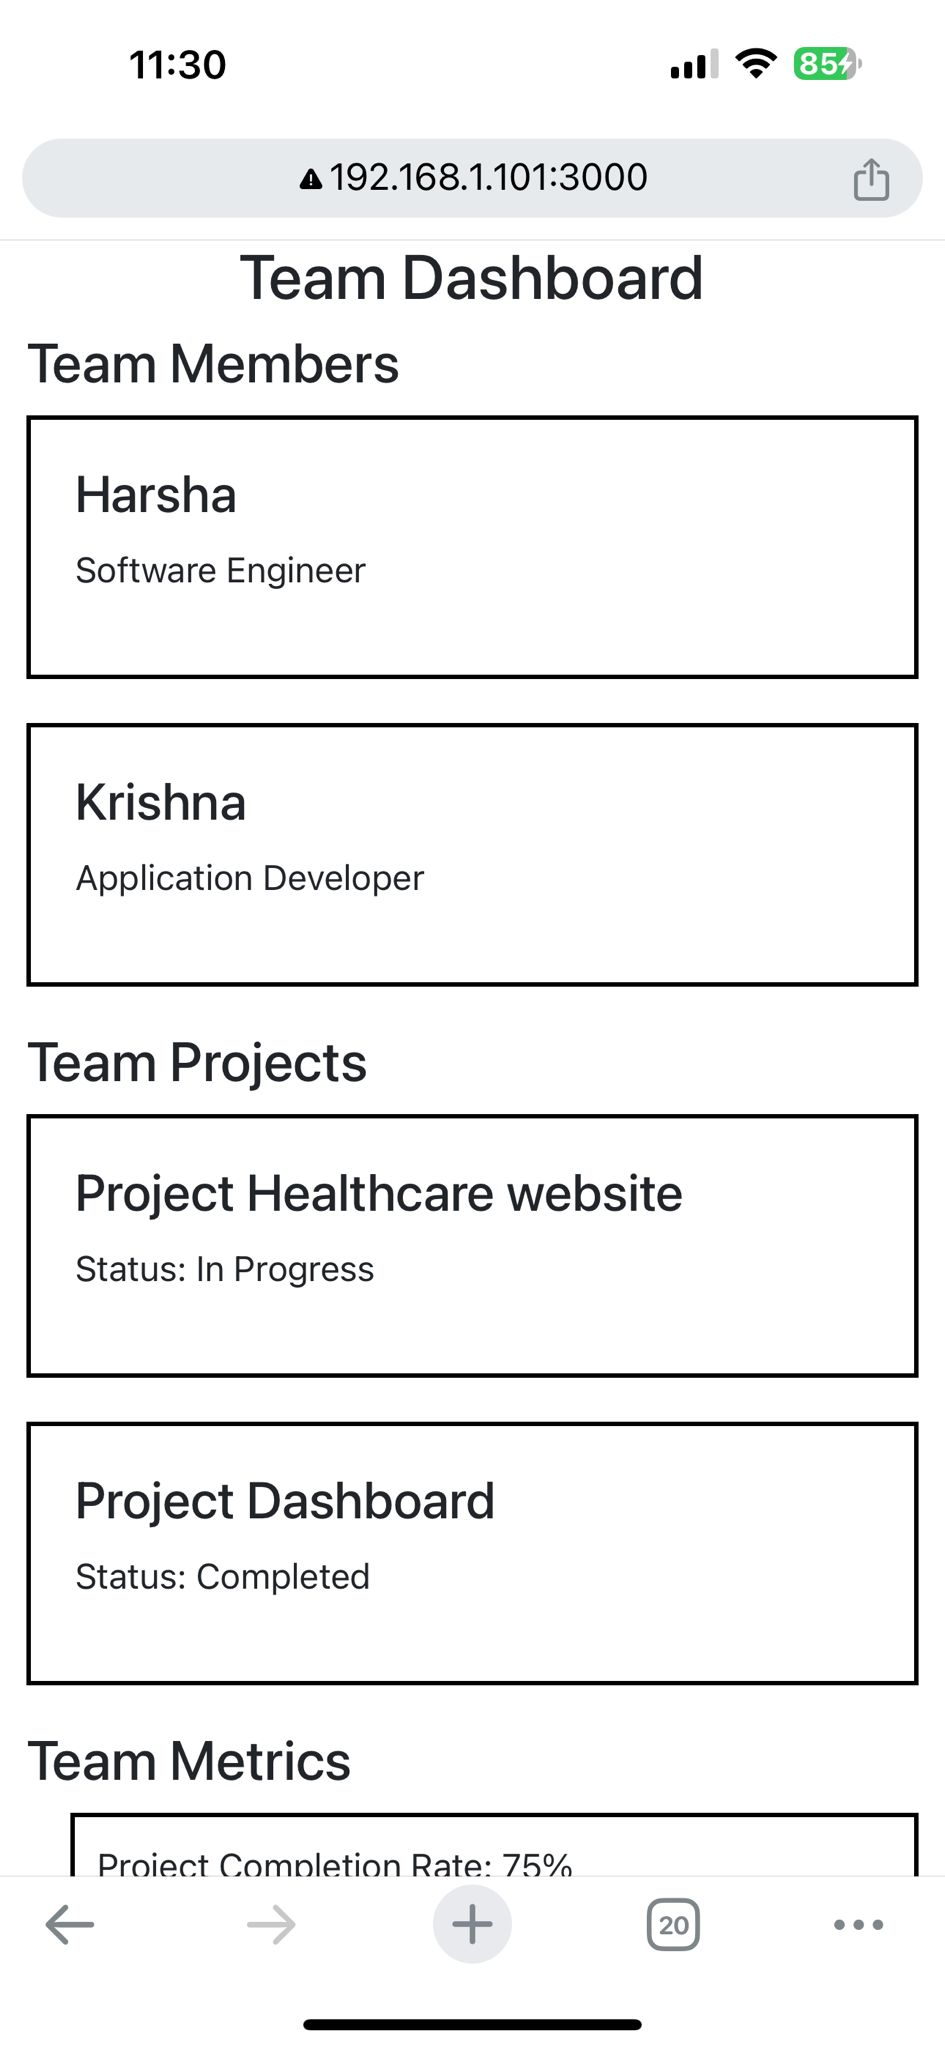 11:30
85
192.168.1.101:3000
Team Dashboard
Team Members
Harsha
Software Engineer
Krishna
Application Developer
Team Projects
Project Healthcare website
Status: In Progress
Project Dashboard
Status: Completed
Team Metrics
Project Completion Rate: 75%
20